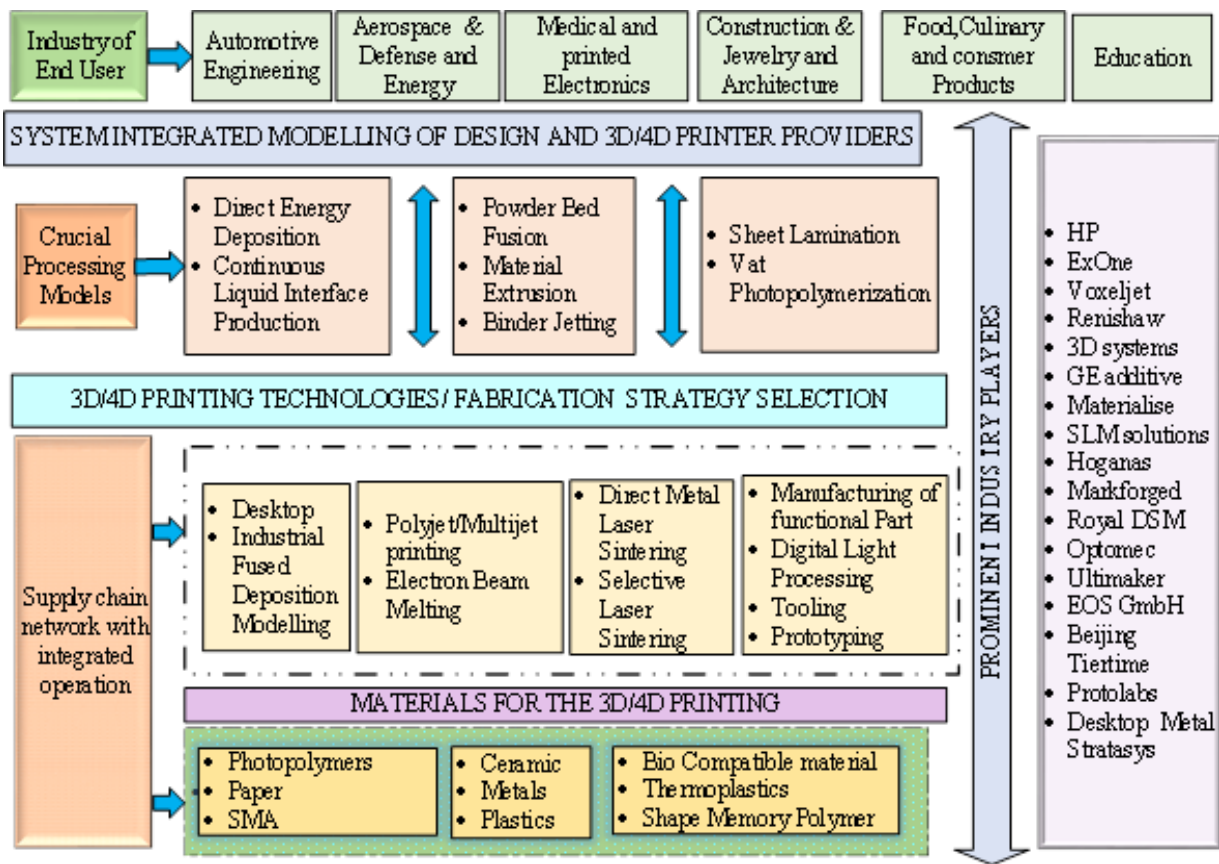 Industry of
End User
Automotive
Engineering
Aerospace &
Defense and
Energy
Medical and
printed
Electronics
Construction &
Jewelry and
Architecture
Food,Culinary
and consmer
Products
Education
SYSTEM INTEGRATED MODELLING OF DESIGN AND 3D/4D PRINTER PROVIDERS
Crucial
Processing
Models
• Direct Energy
Deposition
• Continuous
Liquid Interface
Production
• Powder Bed
Fusion
• Material
Extrusion
• Binder Jetting
• Sheet Lamination
• Vat
Photopolymerization
3D/4D PRINTING TECHNOLOGIES/ FABRICATION STRATEGY SELECTION
Supply chain
network with
integrated
operation
• Desktop
• Industrial
Fused
Deposition
Modelling
• Polyjet/Multijet
printing
• Electron Beam
Melting
• Direct Metal
Laser
Sintering
• Selective
Laser
Sintering
• Manufacturing of
functional Part
• Digital Light
Processing
• Tooling
• Prototyping
MATERIALS FOR THE 3D/4D PRINTING
• Photopolymers
• Paper
• SMA
• Ceramic
• Metals
• Plastics
• Bio Compatible material
• Thermoplastics
• Shape Memory Polymer
PROMINENT INDUSTRY PLAYERS
• HP
• ExOne
• Voxeljet
• Renishaw
• 3D systems
• GE additive
• Materialise
• SLM solutions
• Hoganas
• Markforged
• Royal DSM
• Optomec
• Ultimaker
• EOS GmbH
• Beijing
Tiertime
• Protolabs
• Desktop Metal
Stratasys